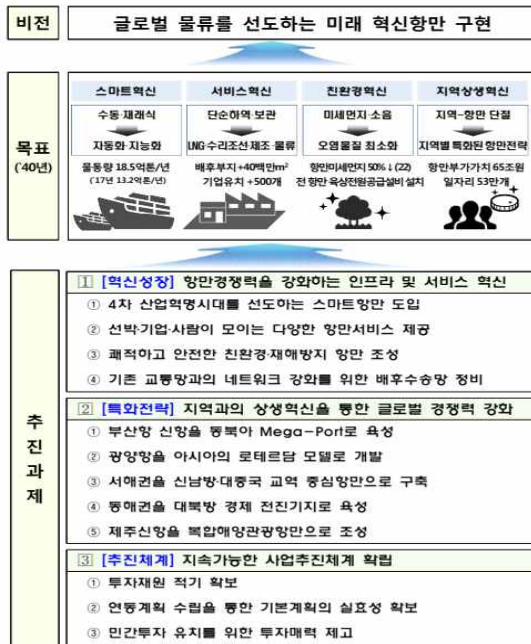 비전
글로벌 물류를 선도하는 미래 혁신항만 구현
목표
(`40년)
스마트혁신
수동·재래식
자동화·지능화
물동량 18.5억톤/년
('17년 13.2억톤/년)
서비스혁신
단순하역·보관
LNG·수리조선·제조·물류
배후부지 +40백만m²
기업유치 +500개
친환경혁신
미세먼지·소음
오염물질 최소화
항만미세먼지 50%↓(22)
전 항만 육상전원공급설비 설치
지역상생혁신
지역-항만 단절
지역별 특화된 항만전략
항만부가가치 65조원
일자리 53만개
추진과제
1 [혁신성장] 항만경쟁력을 강화하는 인프라 및 서비스 혁신
① 4차 산업혁명시대를 선도하는 스마트항만 도입
② 선박·기업·사람이 모이는 다양한 항만서비스 제공
③ 쾌적하고 안전한 친환경·재해방지 항만 조성
④ 기존 교통망과의 네트워크 강화를 위한 배후수송망 정비
2 [특화전략] 지역과의 상생혁신을 통한 글로벌 경쟁력 강화
① 부산항 신항을 동북아 Mega-Port로 육성
② 광양항을 아시아의 로테르담 모델로 개발
③ 서해권을 신남방·대중국 교역 중심항만으로 구축
④ 동해권을 대북방 경제 전진기지로 육성
⑤ 제주신항을 복합해양관광항만으로 조성
3 [추진체계] 지속가능한 사업추진체계 확립
① 투자재원 적기 확보
② 연동계획 수립을 통한 기본계획의 실효성 확보
③ 민간투자 유치를 위한 투자매력 제고